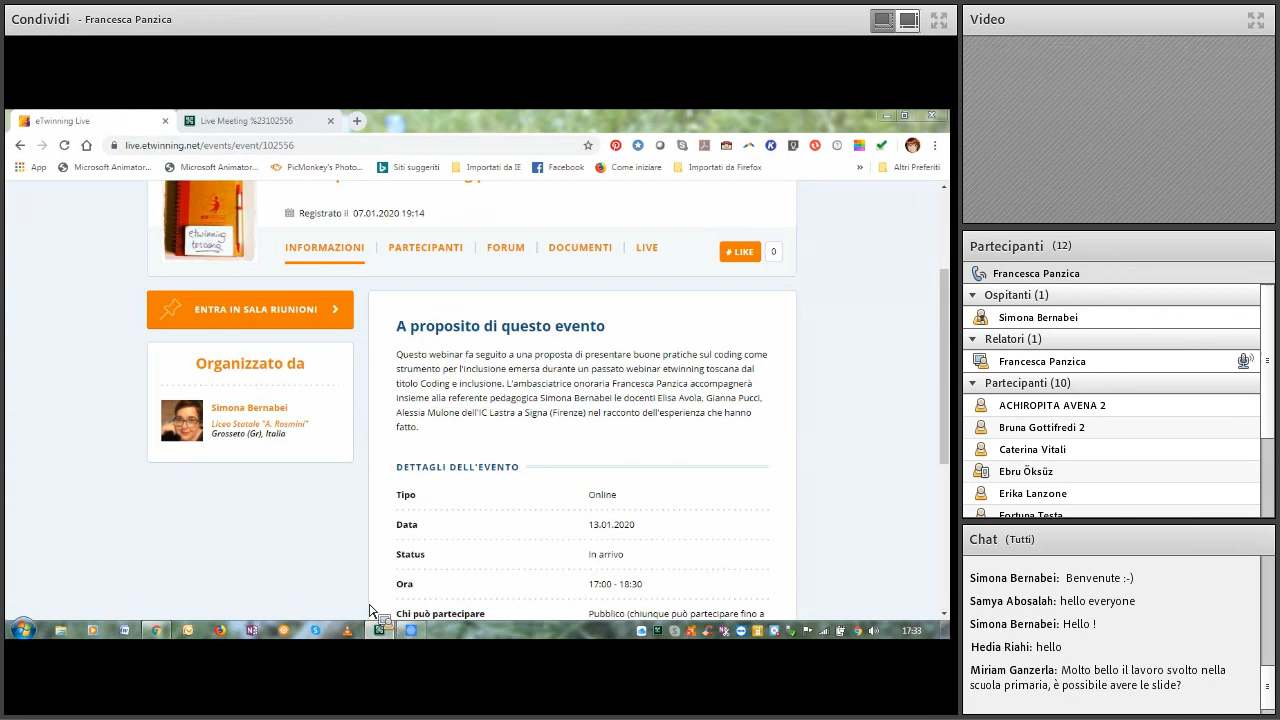 Condividi - Francesca Panzica
eTwinning Live
Live Meeting %23102556
live.etwinning.net/events/event/102556
App
Microsoft Animator...
Microsoft Animator...
PicMonkey's Photo...
Siti suggeriti
Importati da IE
Facebook
Come iniziare
Importati da Firefox
»
Altri Preferiti
etwinning
toscana
Registrato il 07.01.2020 19:14
INFORMAZIONI
PARTECIPANTI
FORUM
DOCUMENTI
LIVE
# LIKE
0
ENTRA IN SALA RIUNIONI
Organizzato da
Simona Bernabei
Liceo Statale "A. Rosmini"
Grosseto (Gr), Italia
A proposito di questo evento
Questo webinar fa seguito a una proposta di presentare buone pratiche sul coding come
strumento per l'inclusione emersa durante un passato webinar etwinning toscana dal
titolo Coding e inclusione. L'ambasciatrice onoraria Francesca Panzica accompagnerà
insieme alla referente pedagogica Simona Bernabei le docenti Elisa Avola, Gianna Pucci,
Alessia Mulone dell'IC Lastra a Signa (Firenze) nel racconto dell'esperienza che hanno
fatto.
DETTAGLI DELL'EVENTO
Tipo Online
Data 13.01.2020
Status In arrivo
Ora 17:00 - 18:30
Chi può partecipare Pubblico (chiunque può partecipare fino a
17:33
Video
Partecipanti (12)
Francesca Panzica
Ospitanti (1)
Simona Bernabei
Relatori (1)
Francesca Panzica
Partecipanti (10)
ACHIROPITA AVENA 2
Bruna Gottifredi 2
Caterina Vitali
Ebru Öksüz
Erika Lanzone
Fortuna Testa
Chat (Tutti)
Simona Bernabei: Benvenute :-)
Samya Abosalah: hello everyone
Simona Bernabei: Hello !
Hedia Riahi: hello
Miriam Ganzerla: Molto bello il lavoro svolto nella
scuola primaria, è possibile avere le slide?